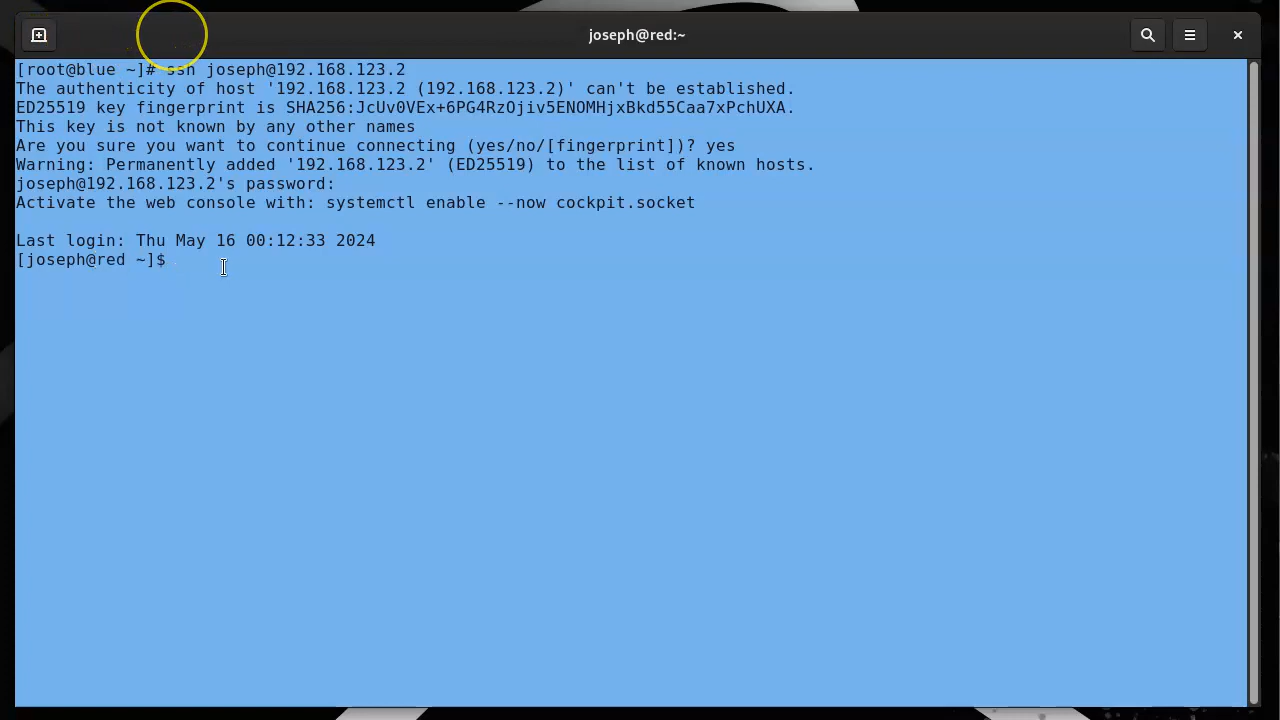 joseph@red:~
[root@blue ~]# ssh joseph@192.168.123.2
The authenticity of host '192.168.123.2 (192.168.123.2)' can't be established.
ED25519 key fingerprint is SHA256:JcUv0VEx+6PG4RzOjiv5ENOMHjxBkd55Caa7xPchUXA.
This key is not known by any other names
Are you sure you want to continue connecting (yes/no/[fingerprint])? yes
Warning: Permanently added '192.168.123.2' (ED25519) to the list of known hosts.
joseph@192.168.123.2's password:
Activate the web console with: systemctl enable --now cockpit.socket
Last login: Thu May 16 00:12:33 2024
[joseph@red ~]$